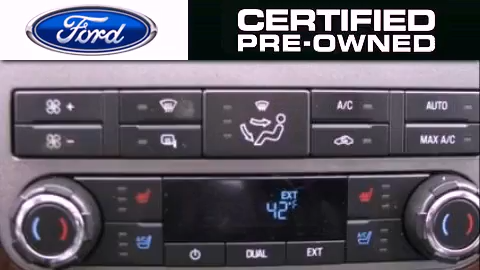 Ford
CERTIFIED
PRE-OWNED
+ A/C AUTO
- MAX A/C
EXT
42°F
A/C A/C
DUAL EXT